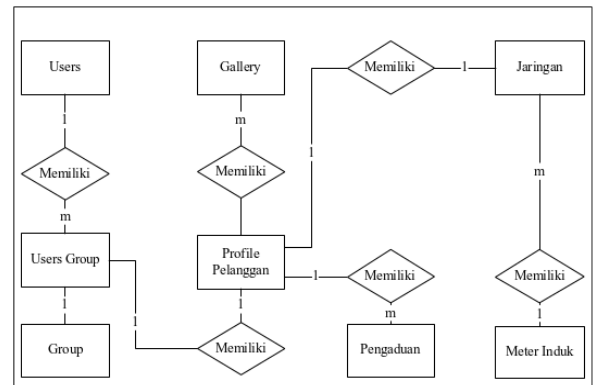 Users
Gallery
Memiliki
1
Jaringan
1
m
1
Memiliki
Memiliki
m
m
Users Group
Profile
Pelanggan
1
Memiliki
Memiliki
1
1
1
m
1
Group
Memiliki
Pengaduan
Meter Induk